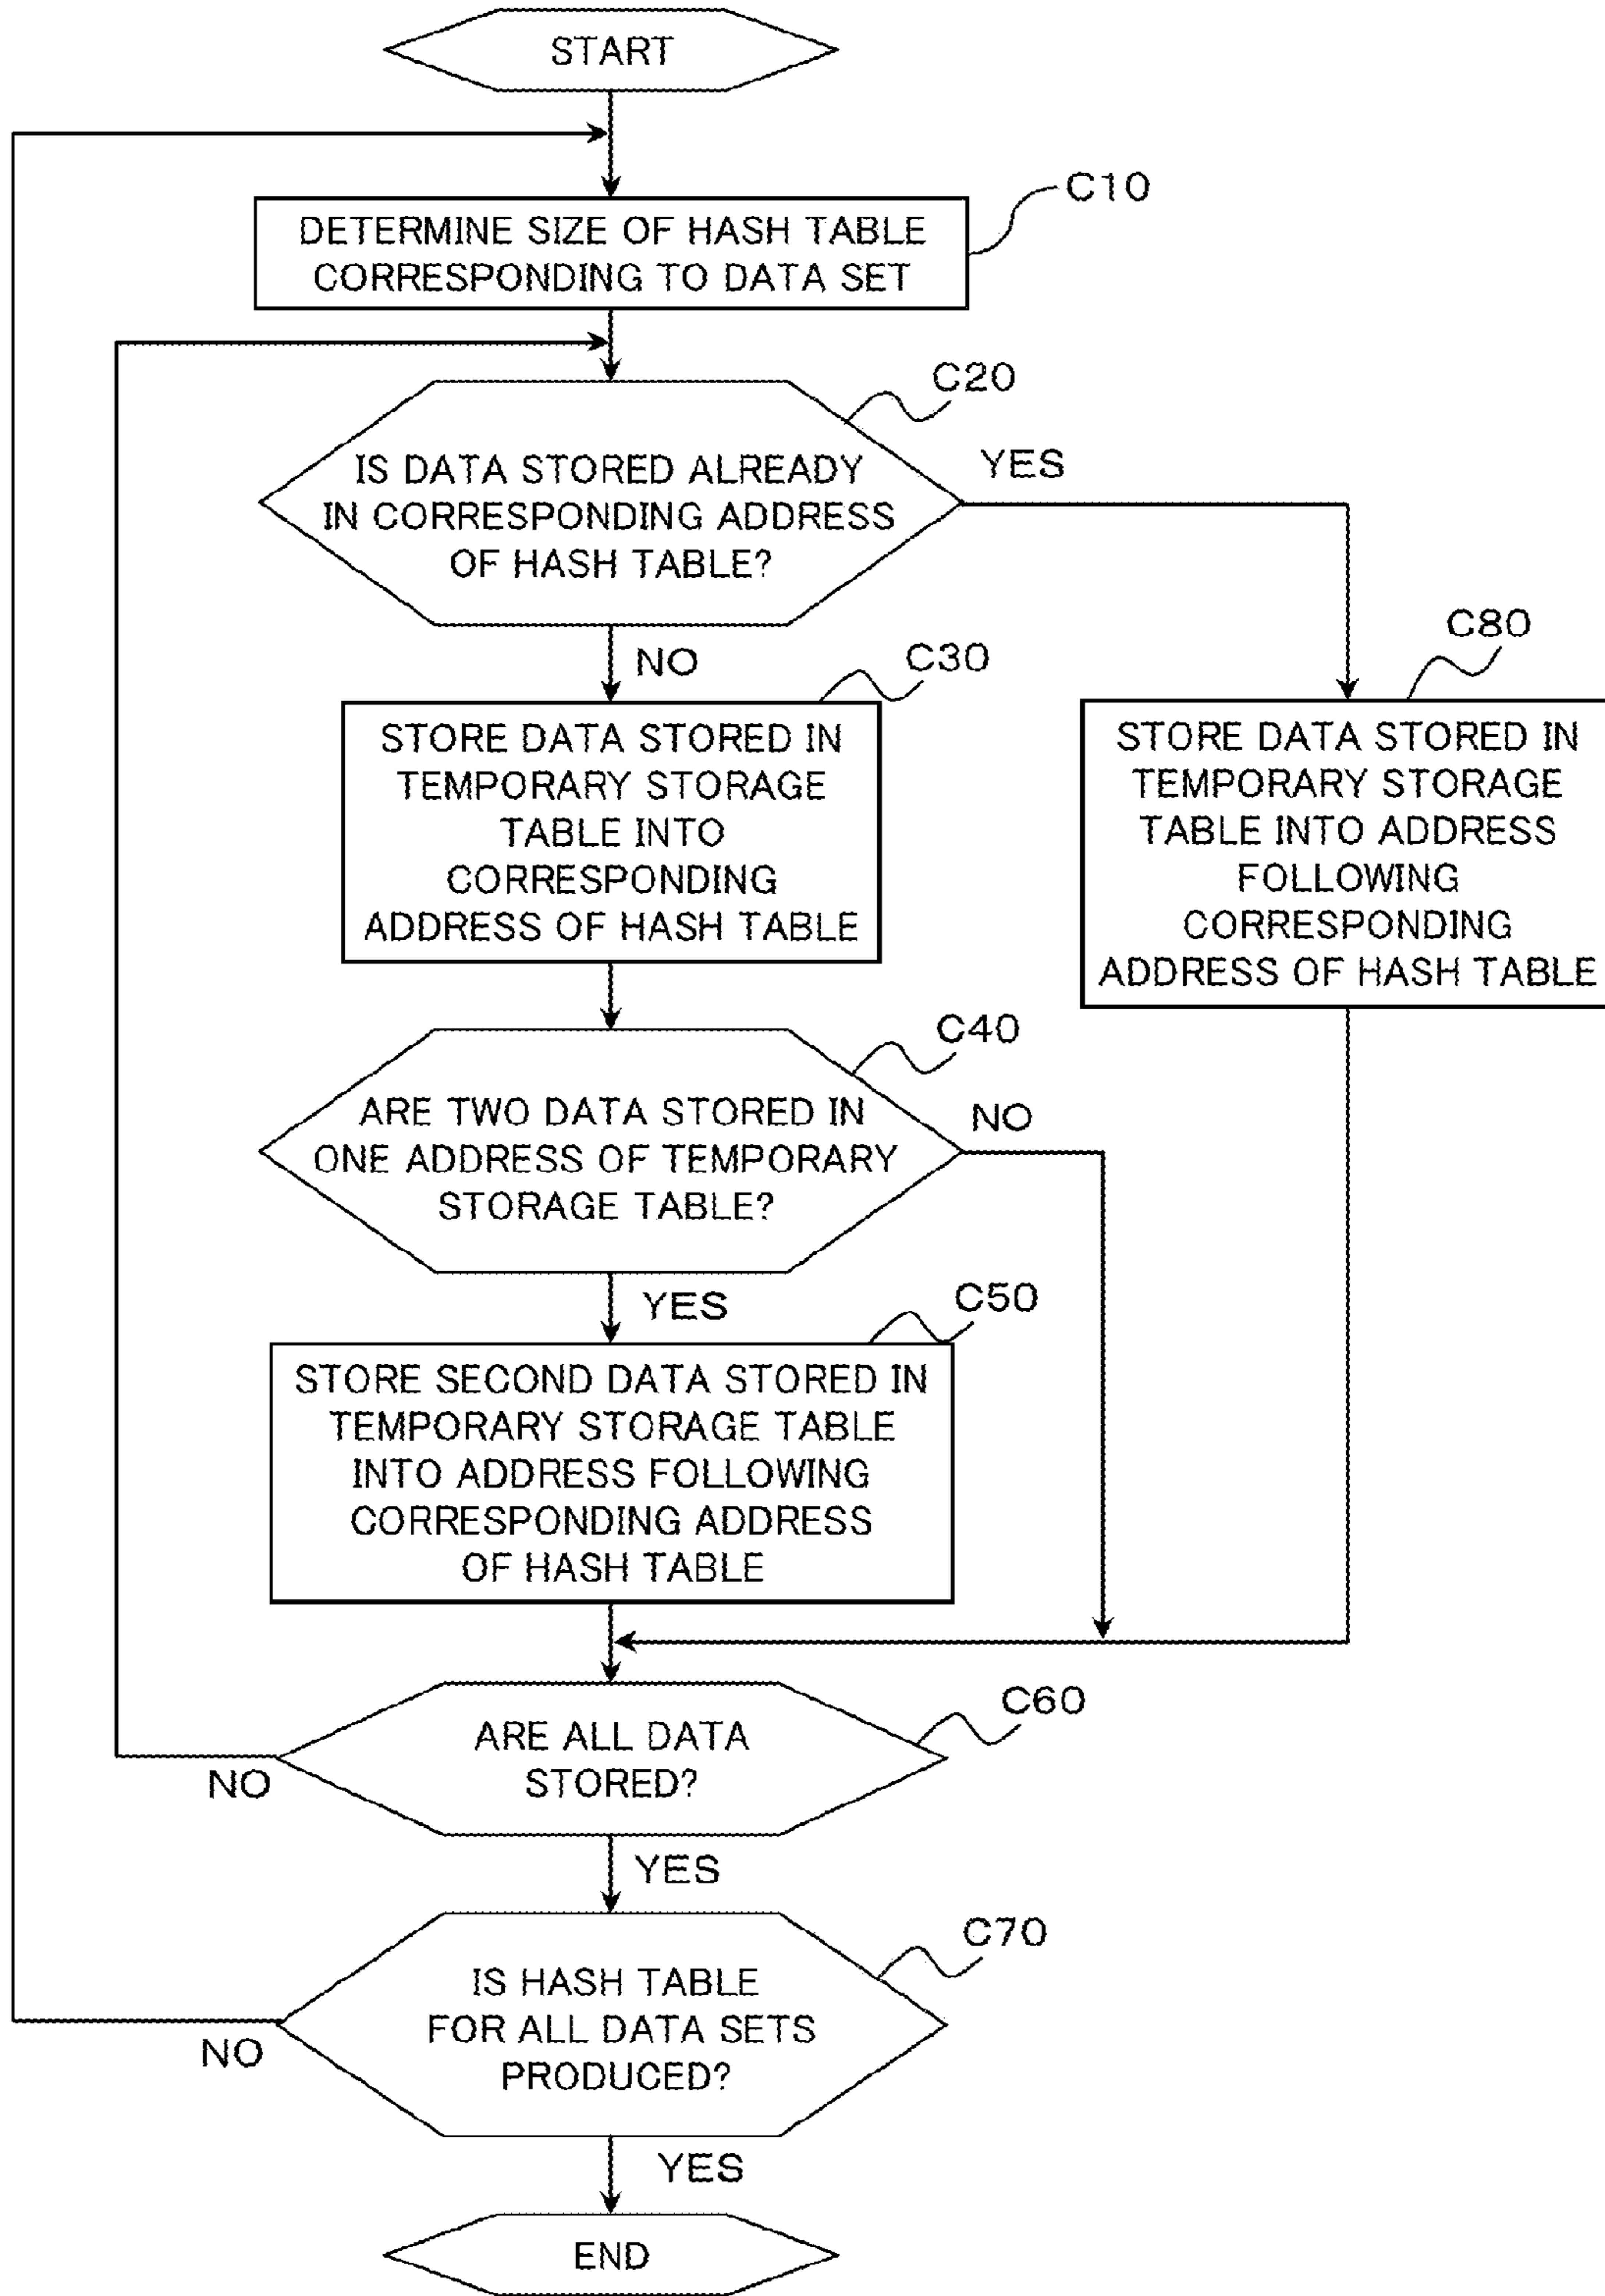 START
C10
DETERMINE SIZE OF HASH TABLE
CORRESPONDING TO DATA SET
C20
IS DATA STORED ALREADY
IN CORRESPONDING ADDRESS
OF HASH TABLE?
YES
NO
C30
STORE DATA STORED IN
TEMPORARY STORAGE
TABLE INTO
CORRESPONDING
ADDRESS OF HASH TABLE
C80
STORE DATA STORED IN
TEMPORARY STORAGE
TABLE INTO ADDRESS
FOLLOWING
CORRESPONDING
ADDRESS OF HASH TABLE
C40
ARE TWO DATA STORED IN
ONE ADDRESS OF TEMPORARY
STORAGE TABLE?
NO
YES
C50
STORE SECOND DATA STORED IN
TEMPORARY STORAGE TABLE
INTO ADDRESS FOLLOWING
CORRESPONDING ADDRESS
OF HASH TABLE
C60
ARE ALL DATA
STORED?
NO
YES
C70
IS HASH TABLE
FOR ALL DATA SETS
PRODUCED?
NO
YES
END